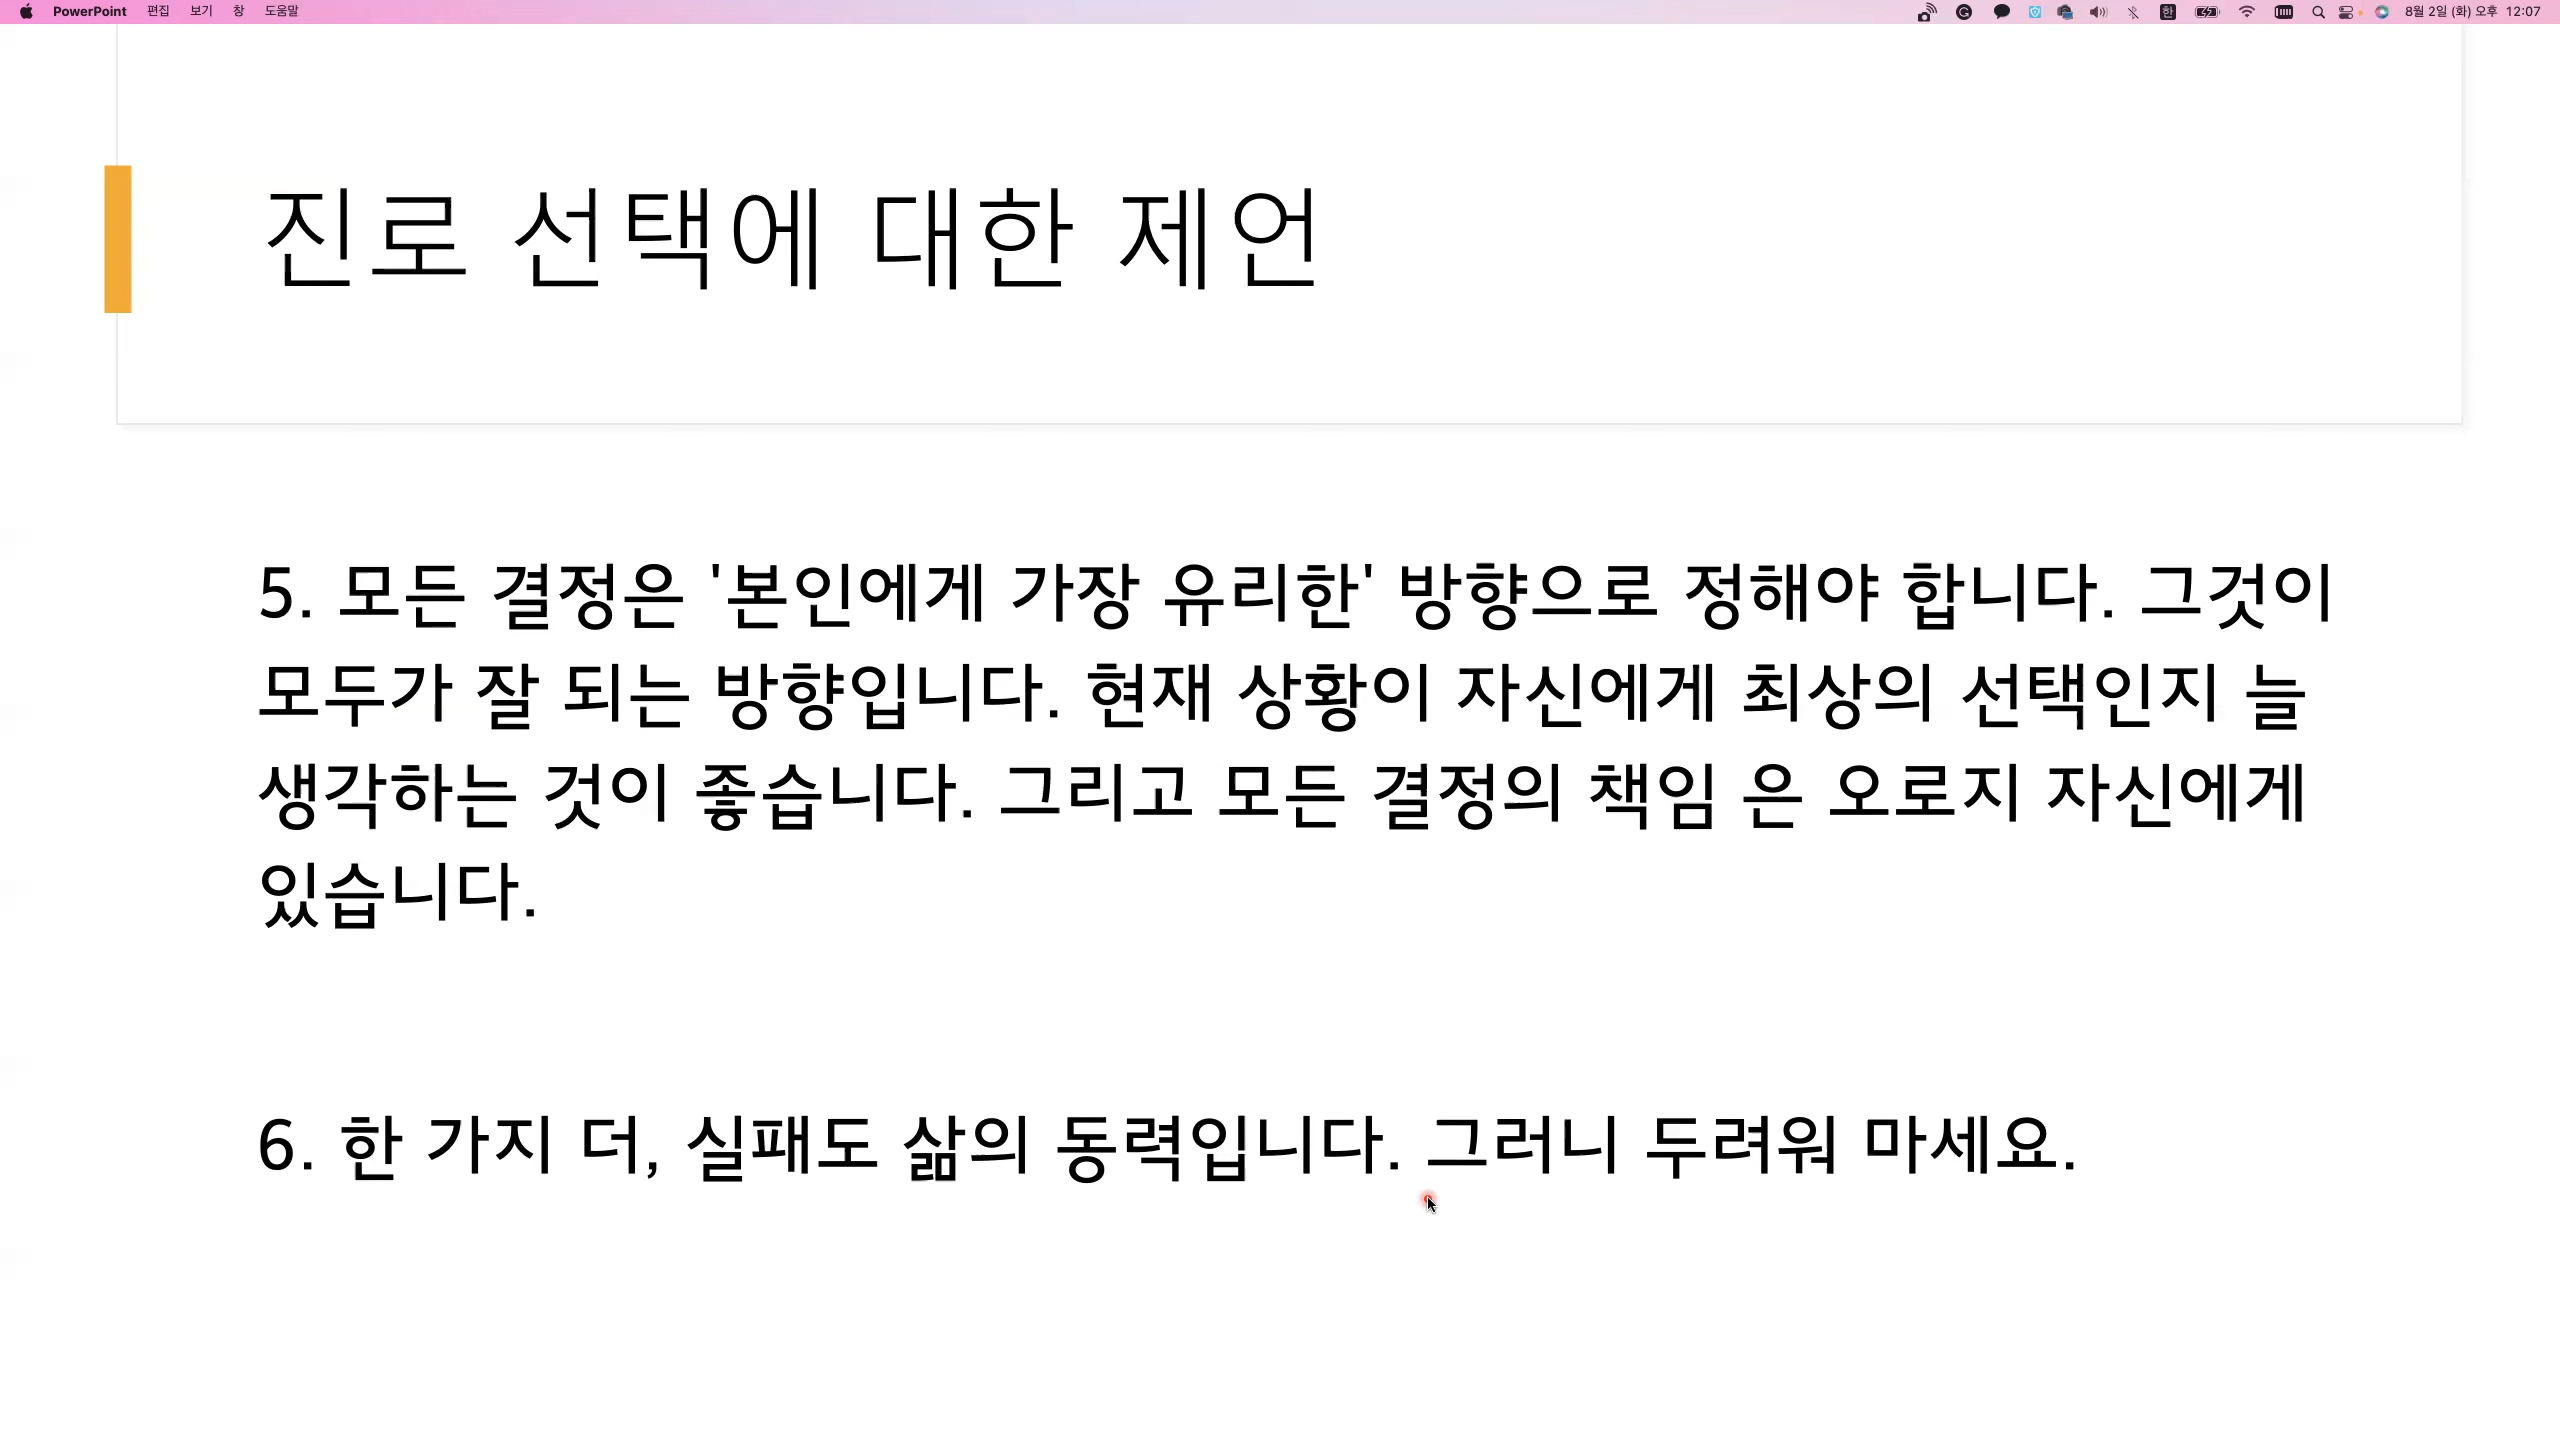 PowerPoint 편집 보기 창 도움말 8월 2일 (화) 오후 12:07
진로 선택에 대한 제언
5. 모든 결정은 '본인에게 가장 유리한' 방향으로 정해야 합니다. 그것이
모두가 잘 되는 방향입니다. 현재 상황이 자신에게 최상의 선택인지 늘
생각하는 것이 좋습니다. 그리고 모든 결정의 책임 은 오로지 자신에게
있습니다.
6. 한 가지 더, 실패도 삶의 동력입니다. 그러니 두려워 마세요.